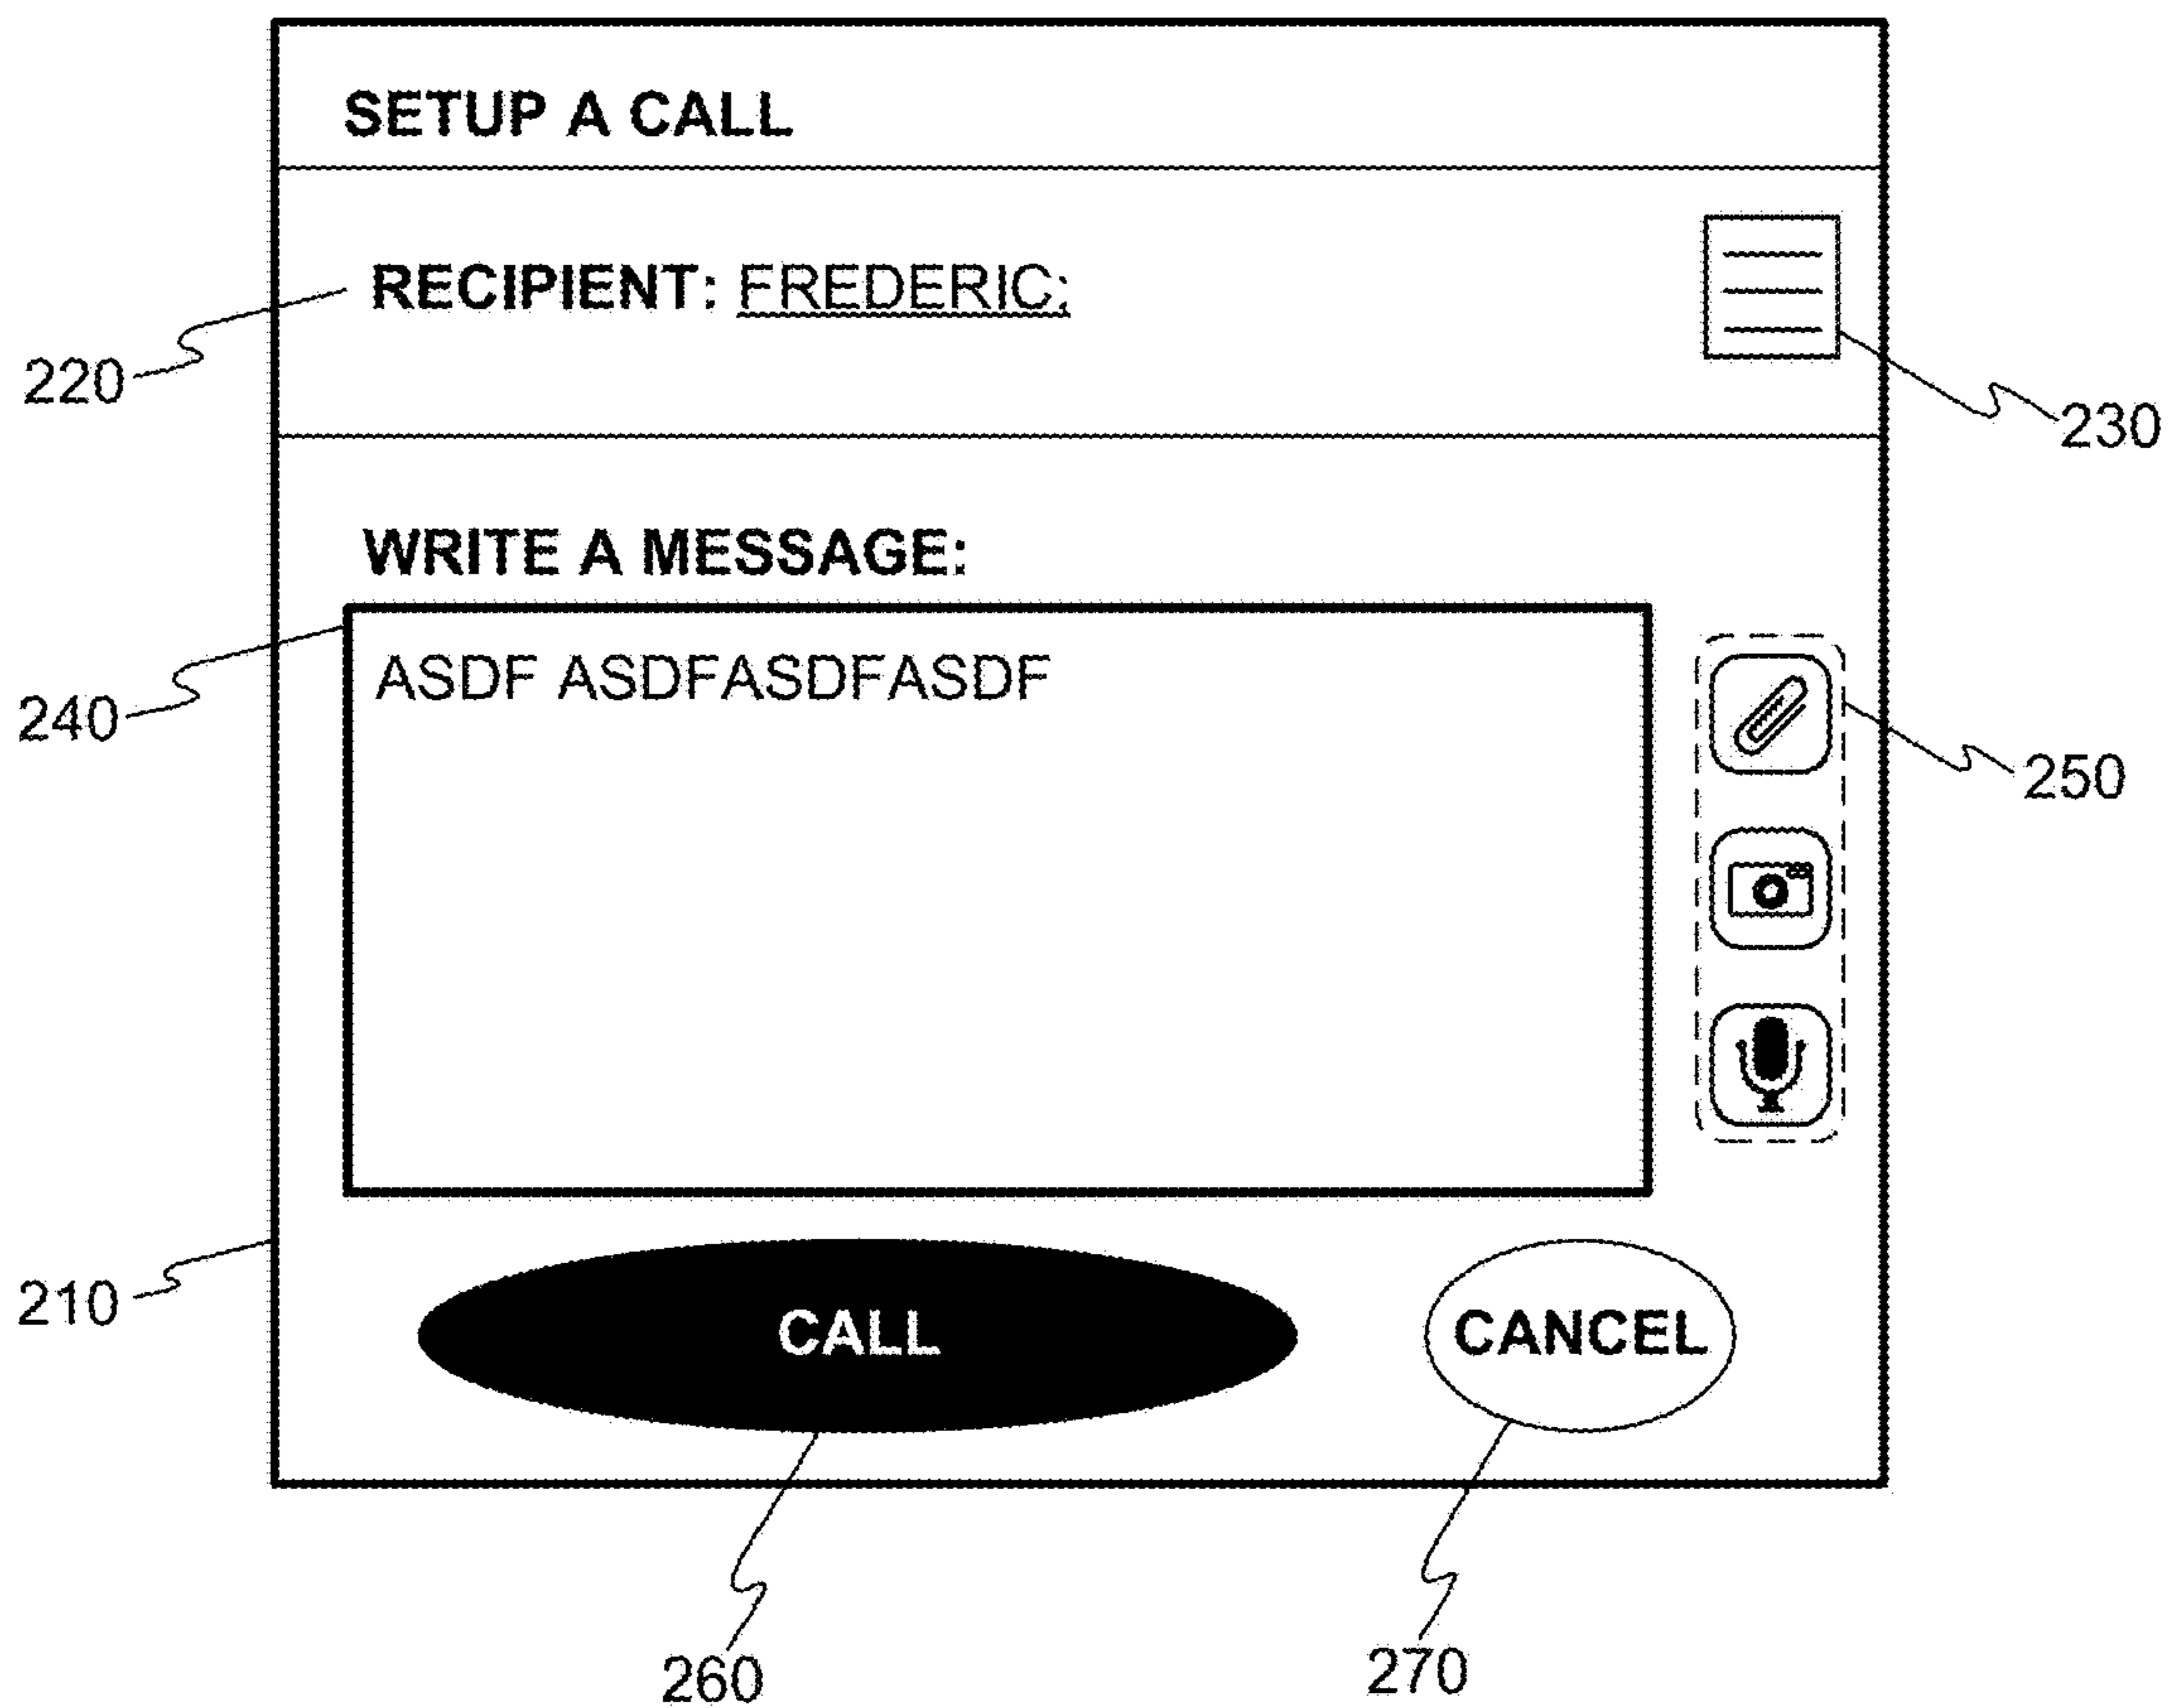 SETUP A CALL
RECIPIENT: FREDERIC;
220
230
WRITE A MESSAGE:
ASDF ASDFASDFASDF
240
250
210
CALL
CANCEL
260
270